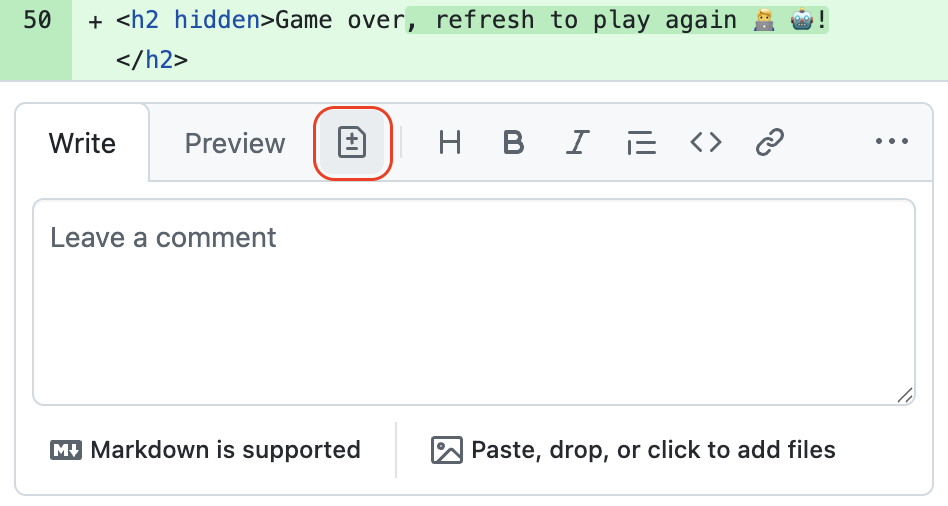 50 + <h2 hidden>Game over, refresh to play again 👩‍💻 🤖!
</h2>
Write Preview H B I <> ···
Leave a comment
M↓ Markdown is supported Paste, drop, or click to add files